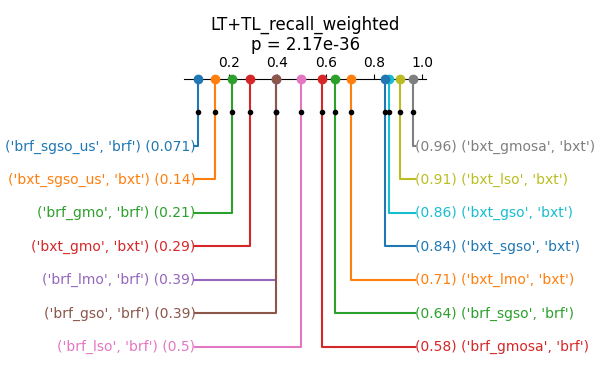 LT+TL_recall_weighted
p = 2.17e-36
0.2 0.4 0.6 0.8 1.0
('brf_sgso_us', 'brf') (0.071) (0.96) ('bxt_gmosa', 'bxt')
('bxt_sgso_us', 'bxt') (0.14) (0.91) ('bxt_lso', 'bxt')
('brf_gmo', 'brf') (0.21) (0.86) ('bxt_gso', 'bxt')
('bxt_gmo', 'bxt') (0.29) (0.84) ('bxt_sgso', 'bxt')
('brf_lmo', 'brf') (0.39) (0.71) ('bxt_lmo', 'bxt')
('brf_gso', 'brf') (0.39) (0.64) ('brf_sgso', 'brf')
('brf_lso', 'brf') (0.5) (0.58) ('brf_gmosa', 'brf')